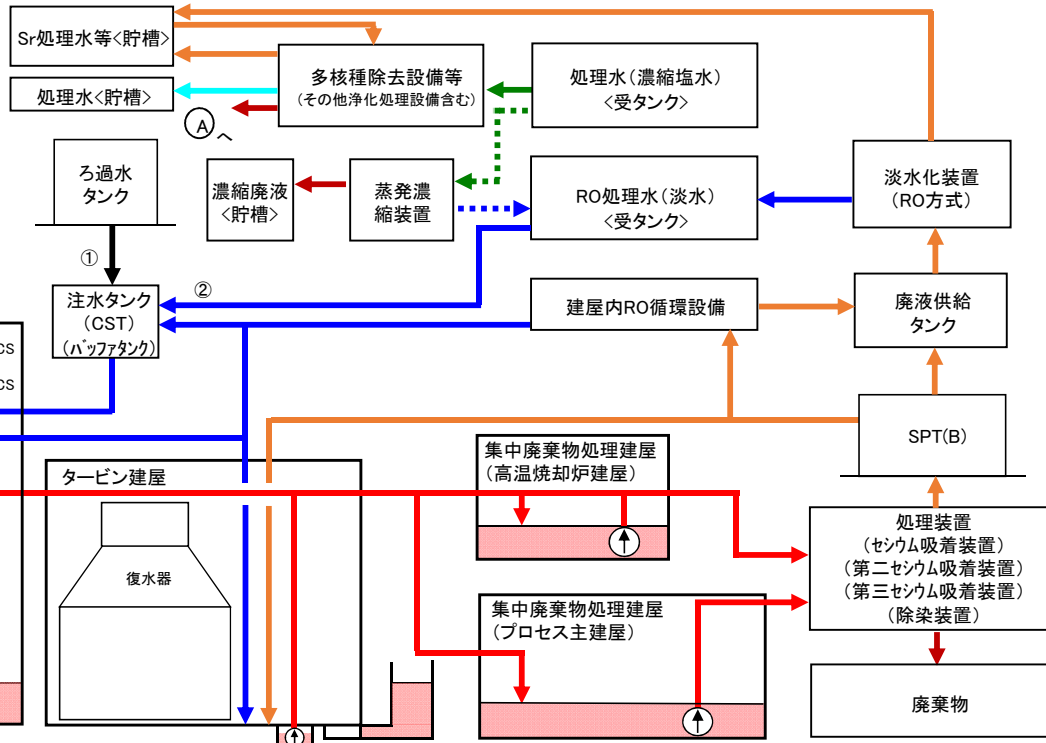 Sr処理水等<貯槽>
処理水<貯槽>
多核種除去設備等
(その他浄化処理設備含む)
処理水(濃縮塩水)
<受タンク>
Aへ
ろ過水
タンク
濃縮廃液
<貯槽>
蒸発濃
縮装置
RO処理水(淡水)
<受タンク>
淡水化装置
(RO方式)
①
②
注水タンク
(CST)
(バッファタンク)
建屋内RO循環設備
廃液供給
タンク
CS
CS
SPT(B)
タービン建屋
復水器
集中廃棄物処理建屋
(高温焼却炉建屋)
処理装置
(セシウム吸着装置)
(第二セシウム吸着装置)
(第三セシウム吸着装置)
(除染装置)
集中廃棄物処理建屋
(プロセス主建屋)
廃棄物